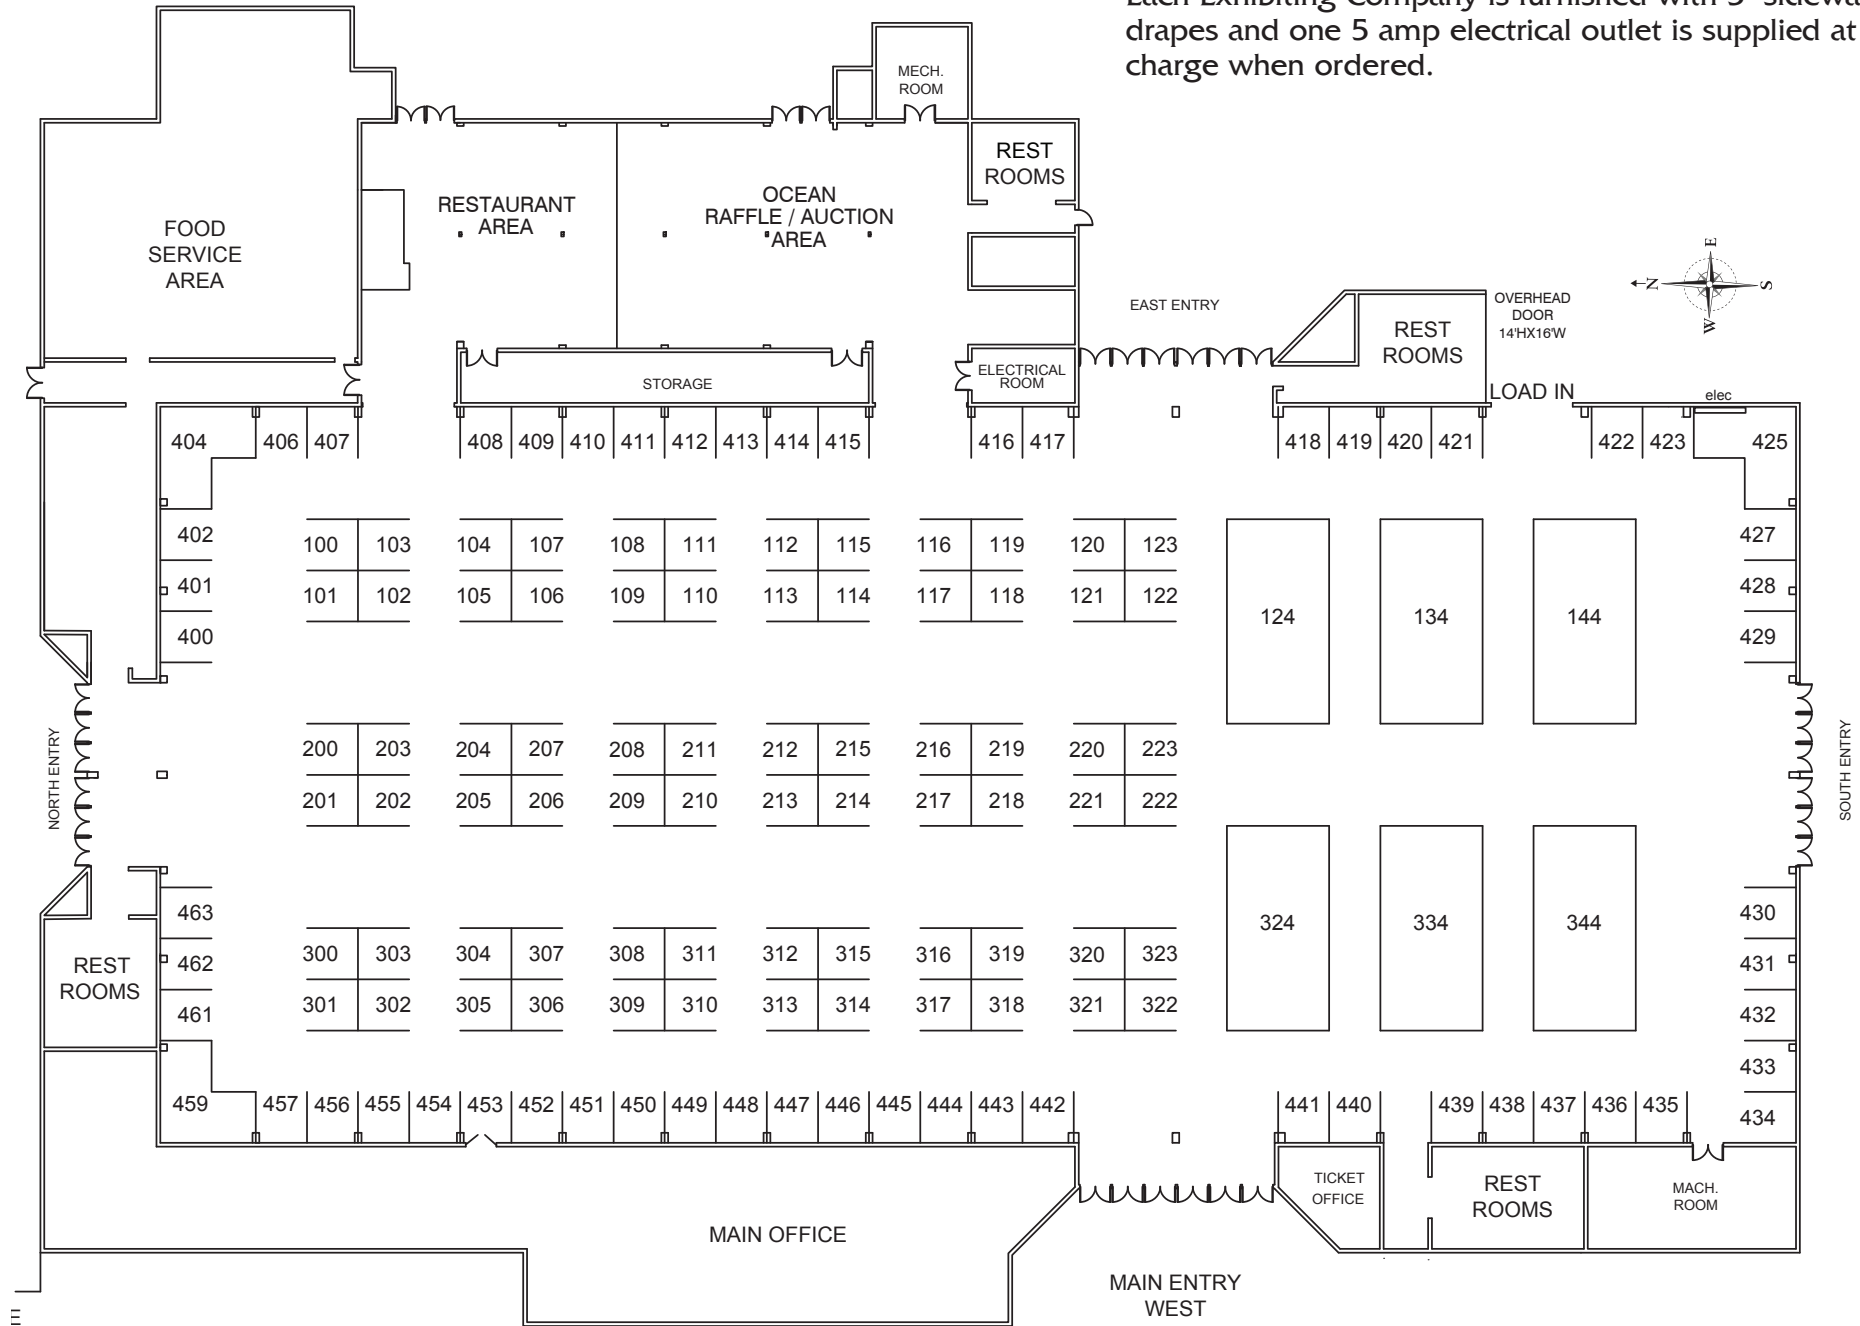 drapes and one 5 amp electrical outlet is supplied at
charge when ordered.
MECH.
ROOM
REST
ROOMS
FOOD
SERVICE
AREA
RESTAURANT
AREA
OCEAN
RAFFLE / AUCTION
AREA
E
N
S
W
EAST ENTRY
REST
ROOMS
OVERHEAD
DOOR
14'HX16'W
STORAGE
ELECTRICAL
ROOM
LOAD IN
elec
404 406 407 408 409 410 411 412 413 414 415 416 417 418 419 420 421 422 423 425
402 427
401 428
400 429
100 103 104 107 108 111 112 115 116 119 120 123
101 102 105 106 109 110 113 114 117 118 121 122
124 134 144
NORTH ENTRY
SOUTH ENTRY
200 203 204 207 208 211 212 215 216 219 220 223
201 202 205 206 209 210 213 214 217 218 221 222
463 430
462 431
461 432
433
324 334 344
300 303 304 307 308 311 312 315 316 319 320 323
301 302 305 306 309 310 313 314 317 318 321 322
REST
ROOMS
459 457 456 455 454 453 452 451 450 449 448 447 446 445 444 443 442 441 440 439 438 437 436 435 434
TICKET
OFFICE
REST
ROOMS
MACH.
ROOM
MAIN OFFICE
MAIN ENTRY
WEST